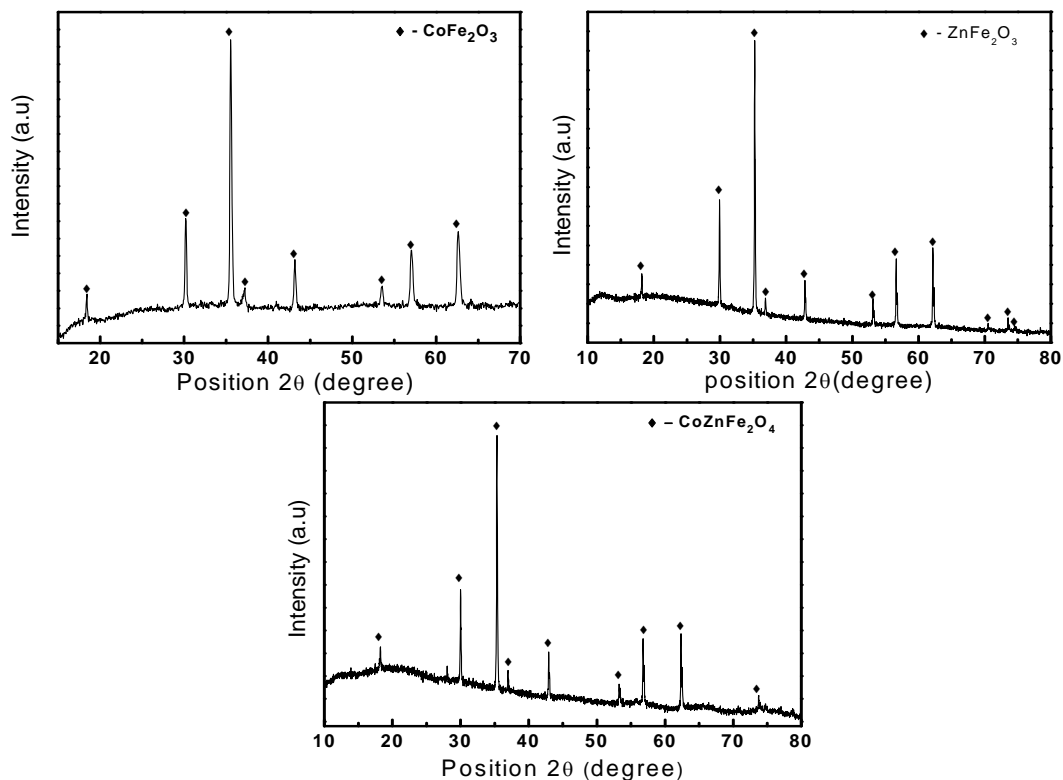 ♦ - CoFe₂O₃
Intensity (a.u)
20 30 40 50 60 70
Position 2θ (degree)
♦ - ZnFe₂O₃
Intensity (a.u)
10 20 30 40 50 60 70 80
position 2θ(degree)
♦ – CoZnFe₂O₄
Intensity (a.u)
10 20 30 40 50 60 70 80
Position 2θ (degree)